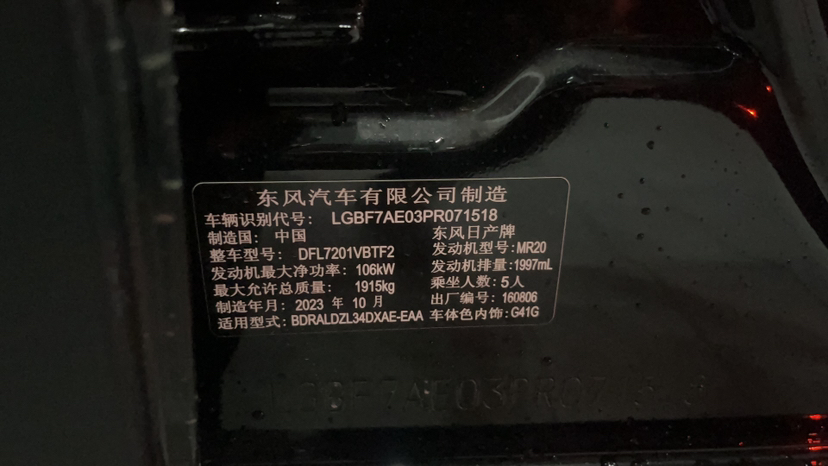 东风汽车有限公司制造
车辆识别代号: LGBF7AE03PR071518
制造国: 中国 东风日产牌
整车型号: DFL7201VBTF2 发动机型号: MR20
发动机最大净功率: 106kW 发动机排量: 1997mL
最大允许总质量: 1915kg 乘坐人数: 5人
制造年月: 2023 年 10 月 出厂编号: 160806
适用型式: BDRALDZL34DXAE-EAA 车体色内饰: G41G